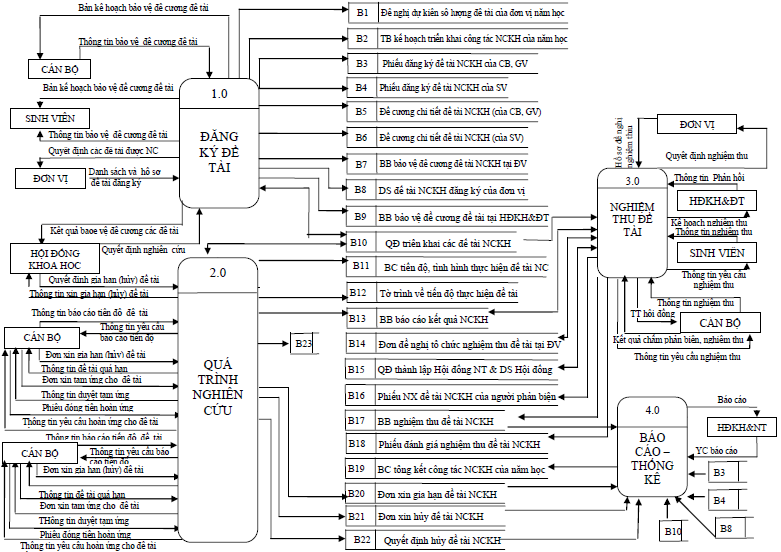 Bản kế hoạch bảo vệ đề cương đề tài
Thông tin bảo vệ đề cương đề tài
CÁN BỘ
Bản kế hoạch bảo vệ đề cương đề tài
SINH VIÊN
Thông tin bảo vệ đề cương đề tài
Quyết định các đề tài được NC
ĐƠN VỊ
Danh sách và hồ sơ
đề tài đăng ký
1.0
ĐĂNG
KÝ ĐỀ
TÀI
Kết quả baoe vệ đề cương các đề tài
HỘI ĐỒNG
KHOA HỌC
Quyết định nghiên cứu
Quyết định gia hạn (hủy) đề tài
Thông tin xin gia hạn (hủy) đề tài
Thông tin báo cáo tiến độ đề tài
CÁN BỘ
Thông tin yêu cầu
báo cáo tiến độ
Đơn xin gia hạn (hủy) đề tài
Thông tin đề tài quá hạn
Đơn xin tạm ứng cho đề tài
Thông tin duyệt tạm ứng
Phiếu đóng tiền hoàn ứng
Thông tin yêu cầu hoàn ứng cho đề tài
Thông tin báo cáo tiến độ đề tài
CÁN BỘ
Thông tin yêu cầu báo cáo
tiến độ
Đơn xin gia hạn (hủy) đề tài
Thông tin đề tài quá hạn
Đơn xin tạm ứng cho đề tài
THông tin duyệt tạm ứng
Phiếu đóng tiền hoàn ứng
Thông tin yêu cầu hoàn ứng cho đề tài
2.0
QUÁ
TRÌNH
NGHIÊN
CỨU
B23
B1 Đề nghị dự kiến số lượng đề tài của đơn vị năm học
B2 TB kế hoạch triển khai công tác NCKH của năm học
B3 Phiếu đăng ký đề tài NCKH của CB, GV
B4 Phiếu đăng ký đề tài NCKH của SV
B5 Đề cương chi tiết đề tài NCKH (của CB, GV)
B6 Đề cương chi tiết đề tài NCKH (của SV)
B7 BB bảo vệ đề cương đề tài NCKH tại ĐV
B8 DS đề tài NCKH đăng ký của đơn vị
B9 BB bảo vệ đề cương đề tài tại HĐKH&ĐT
B10 QĐ triển khai các đề tài NCKH
B11 BC tiến độ, tình hình thực hiện đề tài NC
B12 Tờ trình về tiến độ thực hiện đề tài
B13 BB báo cáo kết quả NCKH
B14 Đơn đề nghị tổ chức nghiệm thu đề tài tại ĐV
B15 QĐ thành lập Hội đồng NT & DS Hội đồng
B16 Phiếu NX đề tài NCKH của người phản biện
B17 BB nghiệm thu đề tài NCKH
B18 Phiếu đánh giá nghiệm thu đề tài NCKH
B19 BC tổng kết công tác NCKH của năm học
B20 Đơn xin gia hạn đề tài NCKH
B21 Đơn xin hủy đề tài NCKH
B22 Quyết định hủy đề tài NCKH
Hồ sơ đề nghị
nghiệm thu
ĐƠN VỊ
Quyết định nghiệm thu
3.0
NGHIỆM
THU ĐỀ
TÀI
Thông tin Phản hồi
HĐKH&ĐT
Kế hoạch nghiệm thu
Thông tin nghiệm thu
SINH VIÊN
Thông tin yêu cầu
nghiệm thu
Thông tin nghiệm thu
TT hội đồng
CÁN BỘ
Kết quả chấm phản biện, nghiệm thu
Thông tin yêu cầu nghiệm thu
4.0
BÁO
CÁO –
THỐNG
KÊ
Báo cáo
HĐKH&NT
YC báo cáo
B3
B4
B8
B10